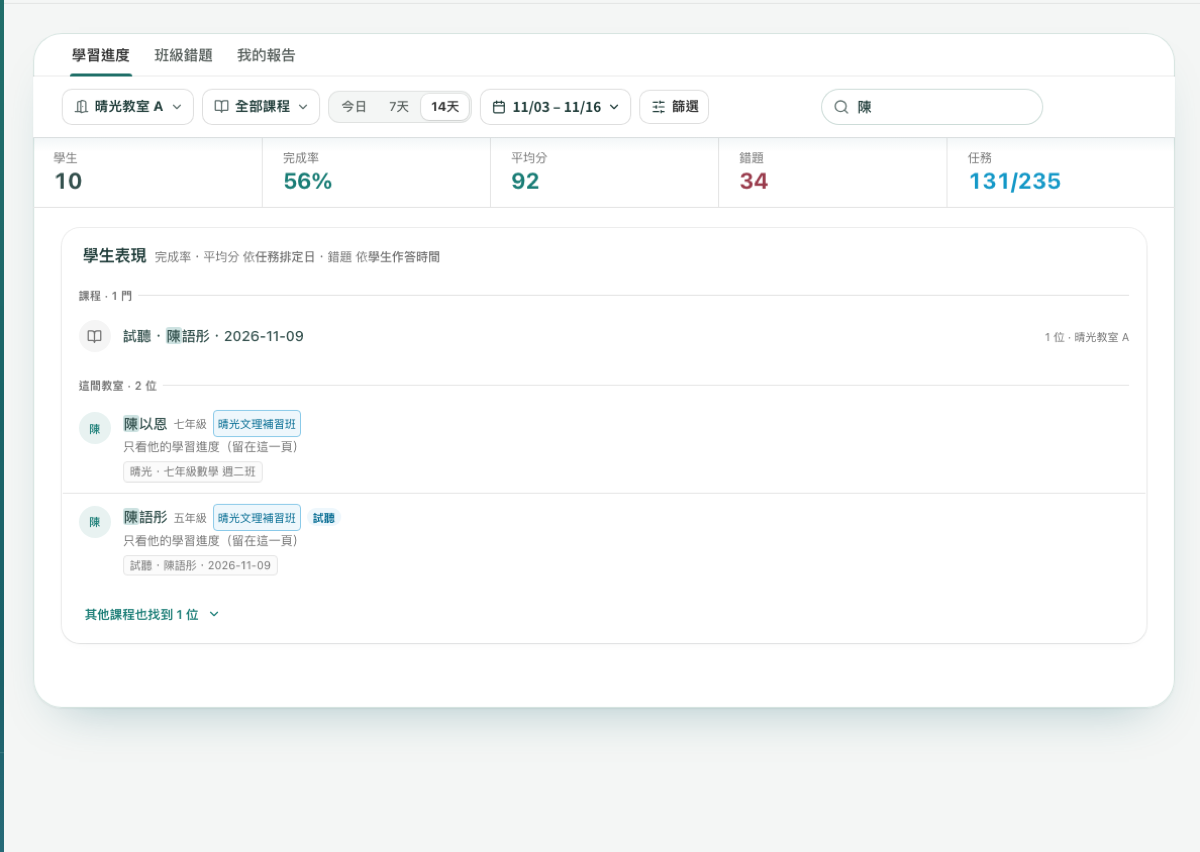 學習進度 班級錯題 我的報告
晴光教室 A 全部課程 今日 7天 14天 11/03 – 11/16 篩選 陳
學生 完成率 平均分 錯題 任務
10 56% 92 34 131/235
學生表現 完成率 · 平均分 依任務排定日 · 錯題 依學生作答時間
課程 · 1 門
試聽 · 陳語彤 · 2026-11-09 1 位 · 晴光教室 A
這間教室 · 2 位
陳 陳以恩 七年級 晴光文理補習班
只看他的學習進度（留在這一頁）
晴光 · 七年級數學 週二班
陳 陳語彤 五年級 晴光文理補習班 試聽
只看他的學習進度（留在這一頁）
試聽 · 陳語彤 · 2026-11-09
其他課程也找到 1 位